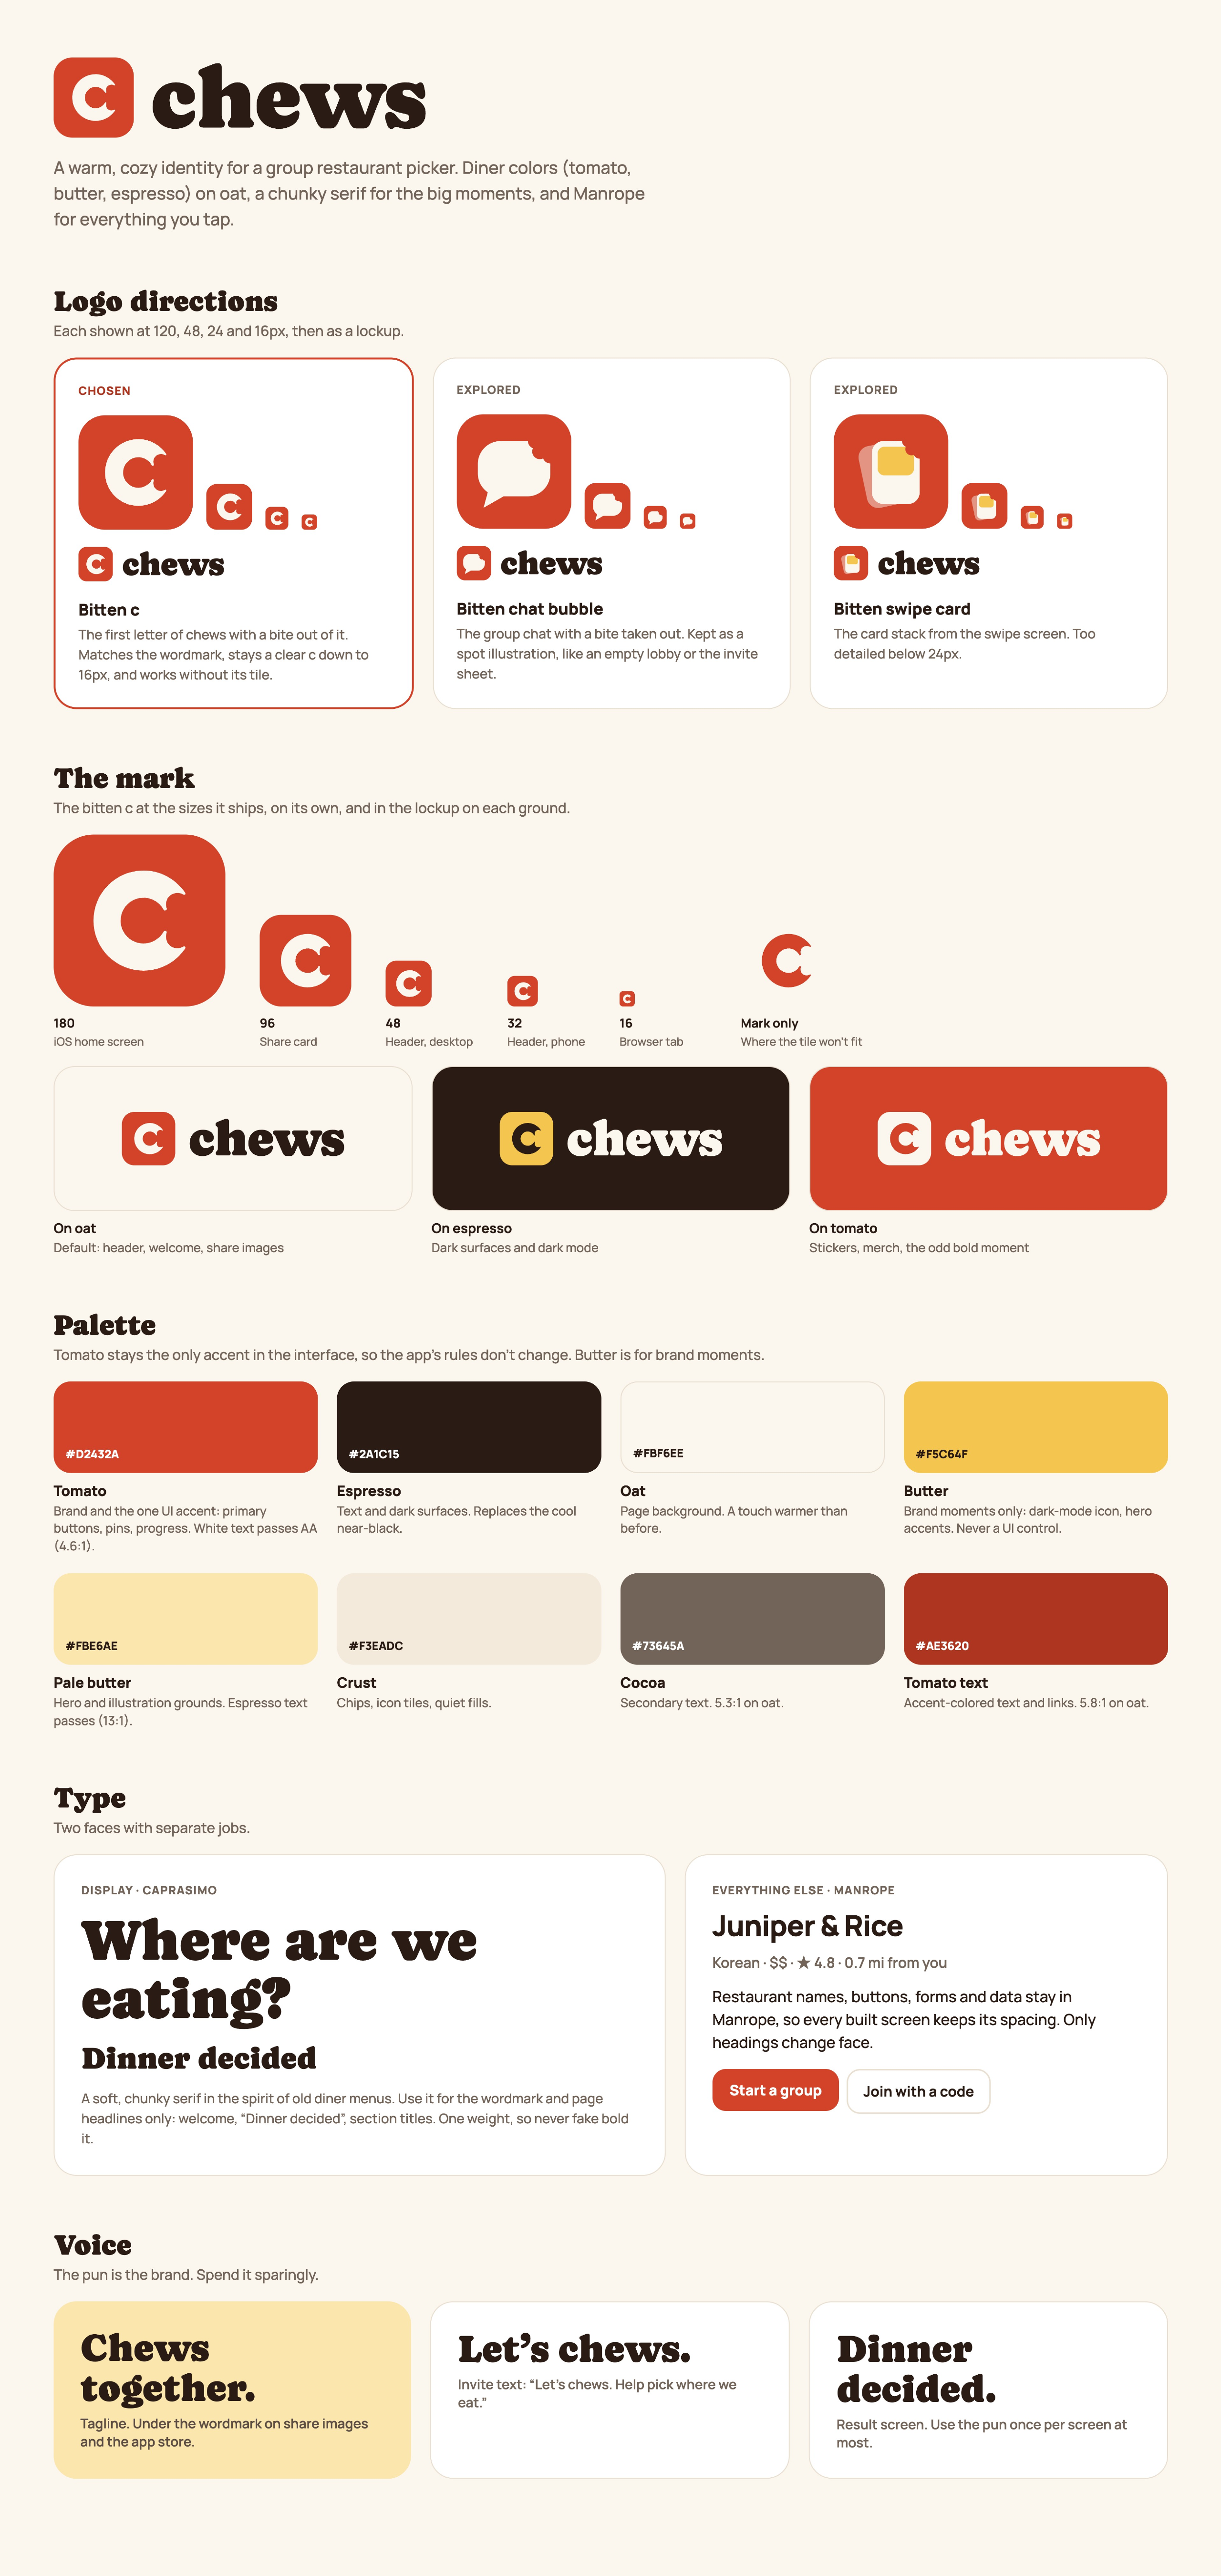 chews
A warm, cozy identity for a group restaurant picker. Diner colors (tomato,
butter, espresso) on oat, a chunky serif for the big moments, and Manrope
for everything you tap.
Logo directions
Each shown at 120, 48, 24 and 16px, then as a lockup.
CHOSEN
chews
Bitten c
The first letter of chews with a bite out of it.
Matches the wordmark, stays a clear c down to
16px, and works without its tile.
EXPLORED
chews
Bitten chat bubble
The group chat with a bite taken out. Kept as a
spot illustration, like an empty lobby or the invite
sheet.
EXPLORED
chews
Bitten swipe card
The card stack from the swipe screen. Too
detailed below 24px.
The mark
The bitten c at the sizes it ships, on its own, and in the lockup on each ground.
180
iOS home screen
96
Share card
48
Header, desktop
32
Header, phone
16
Browser tab
Mark only
Where the tile won't fit
chews
On oat
Default: header, welcome, share images
chews
On espresso
Dark surfaces and dark mode
chews
On tomato
Stickers, merch, the odd bold moment
Palette
Tomato stays the only accent in the interface, so the app's rules don't change. Butter is for brand moments.
#D2432A
Tomato
Brand and the one UI accent: primary
buttons, pins, progress. White text passes AA
(4.6:1).
#2A1C15
Espresso
Text and dark surfaces. Replaces the cool
near-black.
#FBF6EE
Oat
Page background. A touch warmer than
before.
#F5C64F
Butter
Brand moments only: dark-mode icon, hero
accents. Never a UI control.
#FBE6AE
Pale butter
Hero and illustration grounds. Espresso text
passes (13:1).
#F3EADC
Crust
Chips, icon tiles, quiet fills.
#73645A
Cocoa
Secondary text. 5.3:1 on oat.
#AE3620
Tomato text
Accent-colored text and links. 5.8:1 on oat.
Type
Two faces with separate jobs.
DISPLAY · CAPRASIMO
Where are we
eating?
Dinner decided
A soft, chunky serif in the spirit of old diner menus. Use it for the wordmark and page
headlines only: welcome, “Dinner decided”, section titles. One weight, so never fake bold
it.
EVERYTHING ELSE · MANROPE
Juniper & Rice
Korean · $$ · ★ 4.8 · 0.7 mi from you
Restaurant names, buttons, forms and data stay in
Manrope, so every built screen keeps its spacing. Only
headings change face.
Start a group
Join with a code
Voice
The pun is the brand. Spend it sparingly.
Chews
together.
Tagline. Under the wordmark on share images
and the app store.
Let’s chews.
Invite text: “Let’s chews. Help pick where we
eat.”
Dinner
decided.
Result screen. Use the pun once per screen at
most.